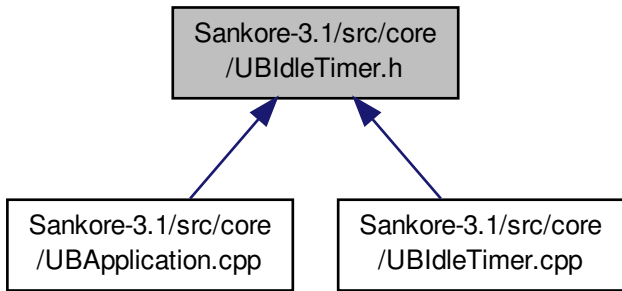 Sankore-3.1/src/core
/UBIdleTimer.h
Sankore-3.1/src/core
/UBApplication.cpp
Sankore-3.1/src/core
/UBIdleTimer.cpp